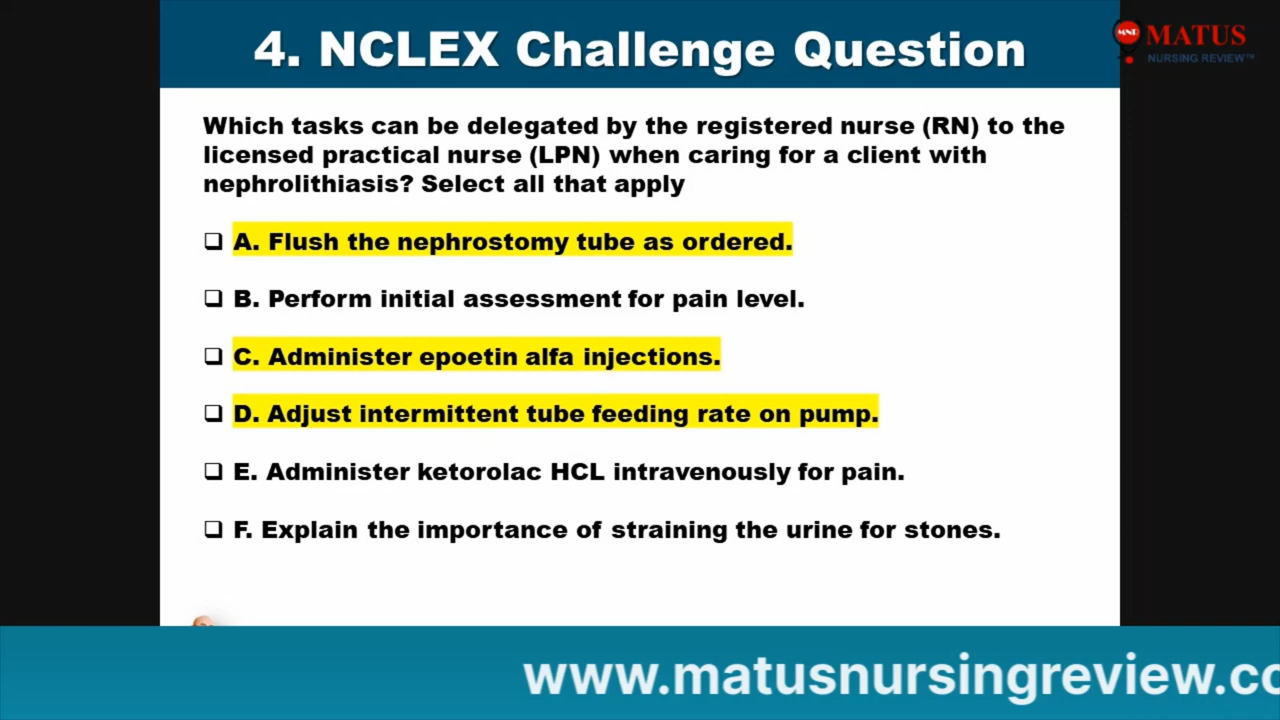 4. NCLEX Challenge Question
MNR MATUS
NURSING REVIEW™
Which tasks can be delegated by the registered nurse (RN) to the
licensed practical nurse (LPN) when caring for a client with
nephrolithiasis? Select all that apply
A. Flush the nephrostomy tube as ordered.
B. Perform initial assessment for pain level.
C. Administer epoetin alfa injections.
D. Adjust intermittent tube feeding rate on pump.
E. Administer ketorolac HCL intravenously for pain.
F. Explain the importance of straining the urine for stones.
www.matusnursingreview.co